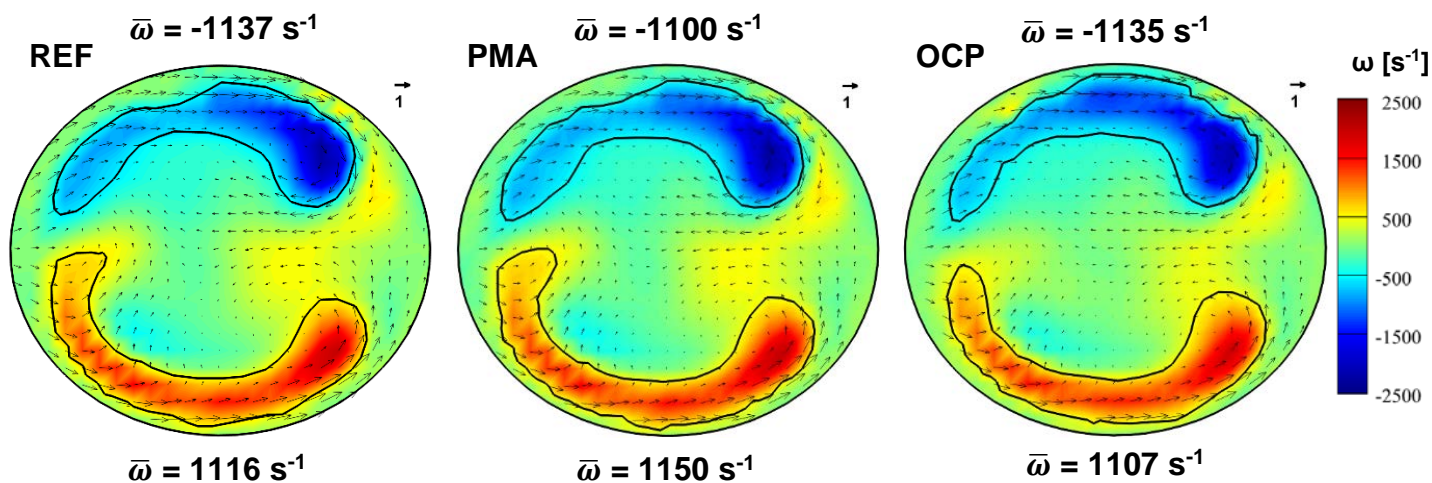 ω̅ = -1137 s⁻¹
ω̅ = -1100 s⁻¹
ω̅ = -1135 s⁻¹
REF
PMA
OCP
ω [s⁻¹]
1
1
1
2500
1500
500
-500
-1500
-2500
ω̅ = 1116 s⁻¹
ω̅ = 1150 s⁻¹
ω̅ = 1107 s⁻¹